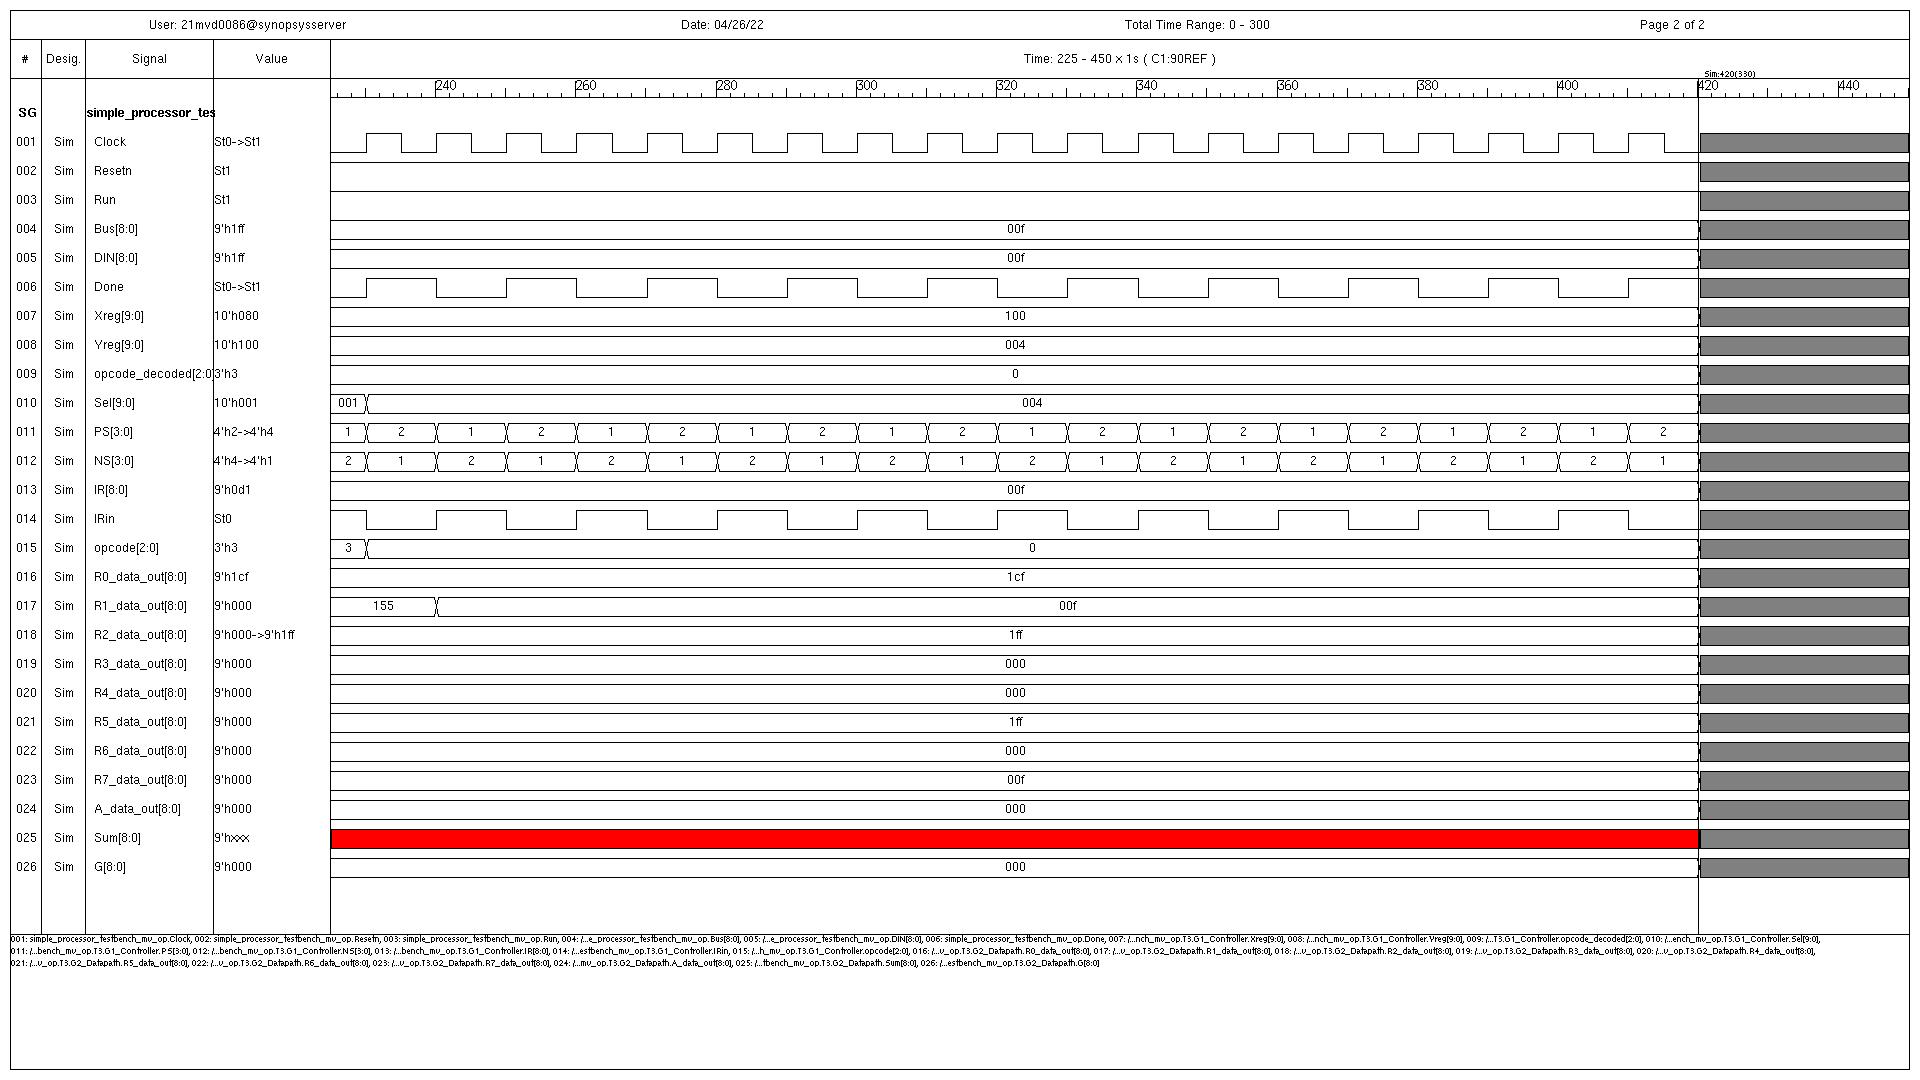 User: 21mvd0086@synopsysserver Date: 04/26/22 Total Time Range: 0 - 300 Page 2 of 2
# Desig. Signal Value Time: 225 - 450 x 1s ( C1:90REF )
Sim:420(330)
240 260 280 300 320 340 360 380 400 420 440
SG simple_processor_tes
001 Sim Clock St0->St1
002 Sim Resetn St1
003 Sim Run St1
004 Sim Bus[8:0] 9'h1ff 00f
005 Sim DIN[8:0] 9'h1ff 00f
006 Sim Done St0->St1
007 Sim Xreg[9:0] 10'h080 100
008 Sim Yreg[9:0] 10'h100 004
009 Sim opcode_decoded[2:0] 3'h3 0
010 Sim Sel[9:0] 10'h001 001 004
011 Sim PS[3:0] 4'h2->4'h4 1 2 1 2 1 2 1 2 1 2 1 2 1 2 1 2 1 2 1 2
012 Sim NS[3:0] 4'h4->4'h1 2 1 2 1 2 1 2 1 2 1 2 1 2 1 2 1 2 1 2 1
013 Sim IR[8:0] 9'h0d1 00f
014 Sim IRin St0
015 Sim opcode[2:0] 3'h3 3 0
016 Sim R0_data_out[8:0] 9'h1cf 1cf
017 Sim R1_data_out[8:0] 9'h000 155 00f
018 Sim R2_data_out[8:0] 9'h000->9'h1ff 1ff
019 Sim R3_data_out[8:0] 9'h000 000
020 Sim R4_data_out[8:0] 9'h000 000
021 Sim R5_data_out[8:0] 9'h000 1ff
022 Sim R6_data_out[8:0] 9'h000 000
023 Sim R7_data_out[8:0] 9'h000 00f
024 Sim A_data_out[8:0] 9'h000 000
025 Sim Sum[8:0] 9'hxxx
026 Sim G[8:0] 9'h000 000
001: simple_processor_testbench_mv_op.Clock, 002: simple_processor_testbench_mv_op.Resetn, 003: simple_processor_testbench_mv_op.Run, 004: /...e_processor_testbench_mv_op.Bus[8:0], 005: /...e_processor_testbench_mv_op.DIN[8:0], 006: simple_processor_testbench_mv_op.Done, 007: /...nch_mv_op.T3.G1_Controller.Xreg[9:0], 008: /...nch_mv_op.T3.G1_Controller.Yreg[9:0], 009: /...T3.G1_Controller.opcode_decoded[2:0], 010: /...ench_mv_op.T3.G1_Controller.Sel[9:0],
011: /...bench_mv_op.T3.G1_Controller.PS[3:0], 012: /...bench_mv_op.T3.G1_Controller.NS[3:0], 013: /...bench_mv_op.T3.G1_Controller.IR[8:0], 014: /...estbench_mv_op.T3.G1_Controller.IRin, 015: /...h_mv_op.T3.G1_Controller.opcode[2:0], 016: /...v_op.T3.G2_Datapath.R0_data_out[8:0], 017: /...v_op.T3.G2_Datapath.R1_data_out[8:0], 018: /...v_op.T3.G2_Datapath.R2_data_out[8:0], 019: /...v_op.T3.G2_Datapath.R3_data_out[8:0], 020: /...v_op.T3.G2_Datapath.R4_data_out[8:0],
021: /...v_op.T3.G2_Datapath.R5_data_out[8:0], 022: /...v_op.T3.G2_Datapath.R6_data_out[8:0], 023: /...v_op.T3.G2_Datapath.R7_data_out[8:0], 024: /...mv_op.T3.G2_Datapath.A_data_out[8:0], 025: /...tbench_mv_op.T3.G2_Datapath.Sum[8:0], 026: /...estbench_mv_op.T3.G2_Datapath.G[8:0]